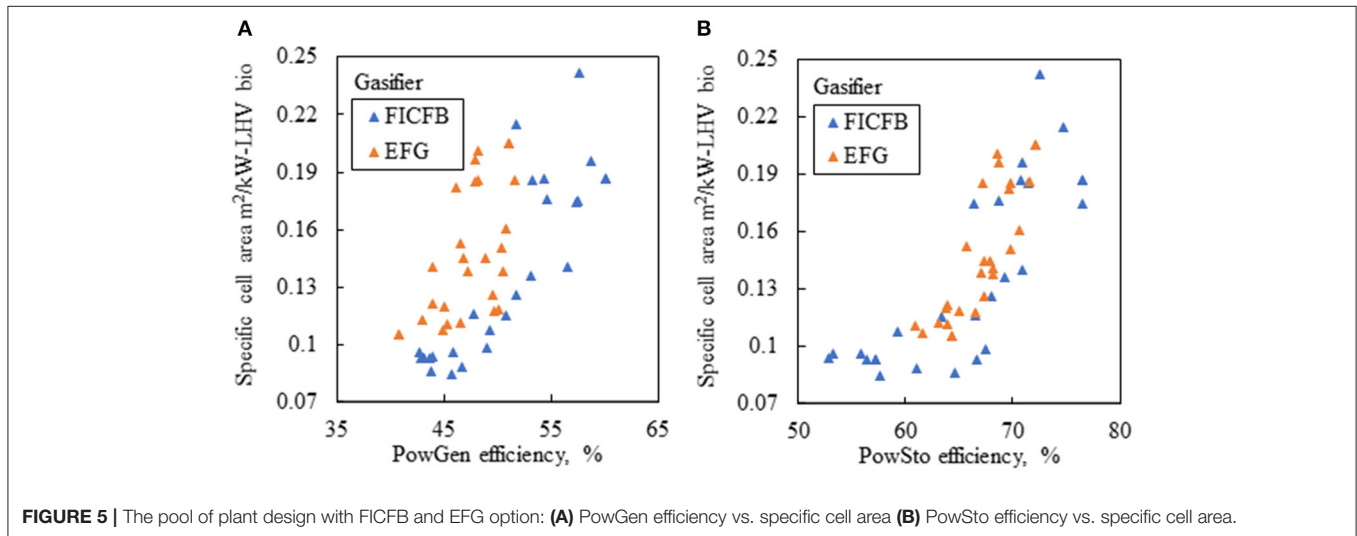 A
Specific cell area m²/kW-LHV bio
0.25
0.22
0.19
0.16
0.13
0.1
0.07
Gasifier
FICFB
EFG
35 45 55 65
PowGen efficiency, %
B
Specific cell area m²/kW-LHV bio
0.25
0.22
0.19
0.16
0.13
0.1
0.07
Gasifier
FICFB
EFG
50 60 70 80
PowSto efficiency, %
FIGURE 5 | The pool of plant design with FICFB and EFG option: (A) PowGen efficiency vs. specific cell area (B) PowSto efficiency vs. specific cell area.